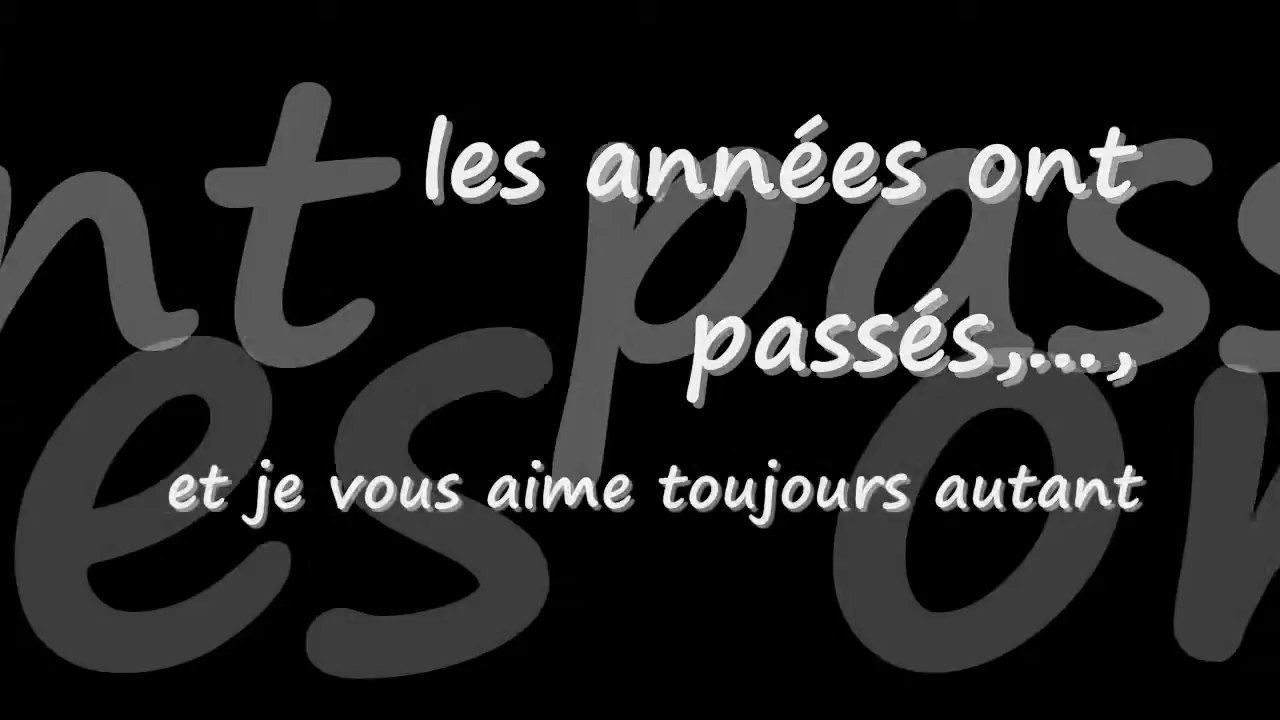 les années ont
passés,...,
et je vous aime toujours autant